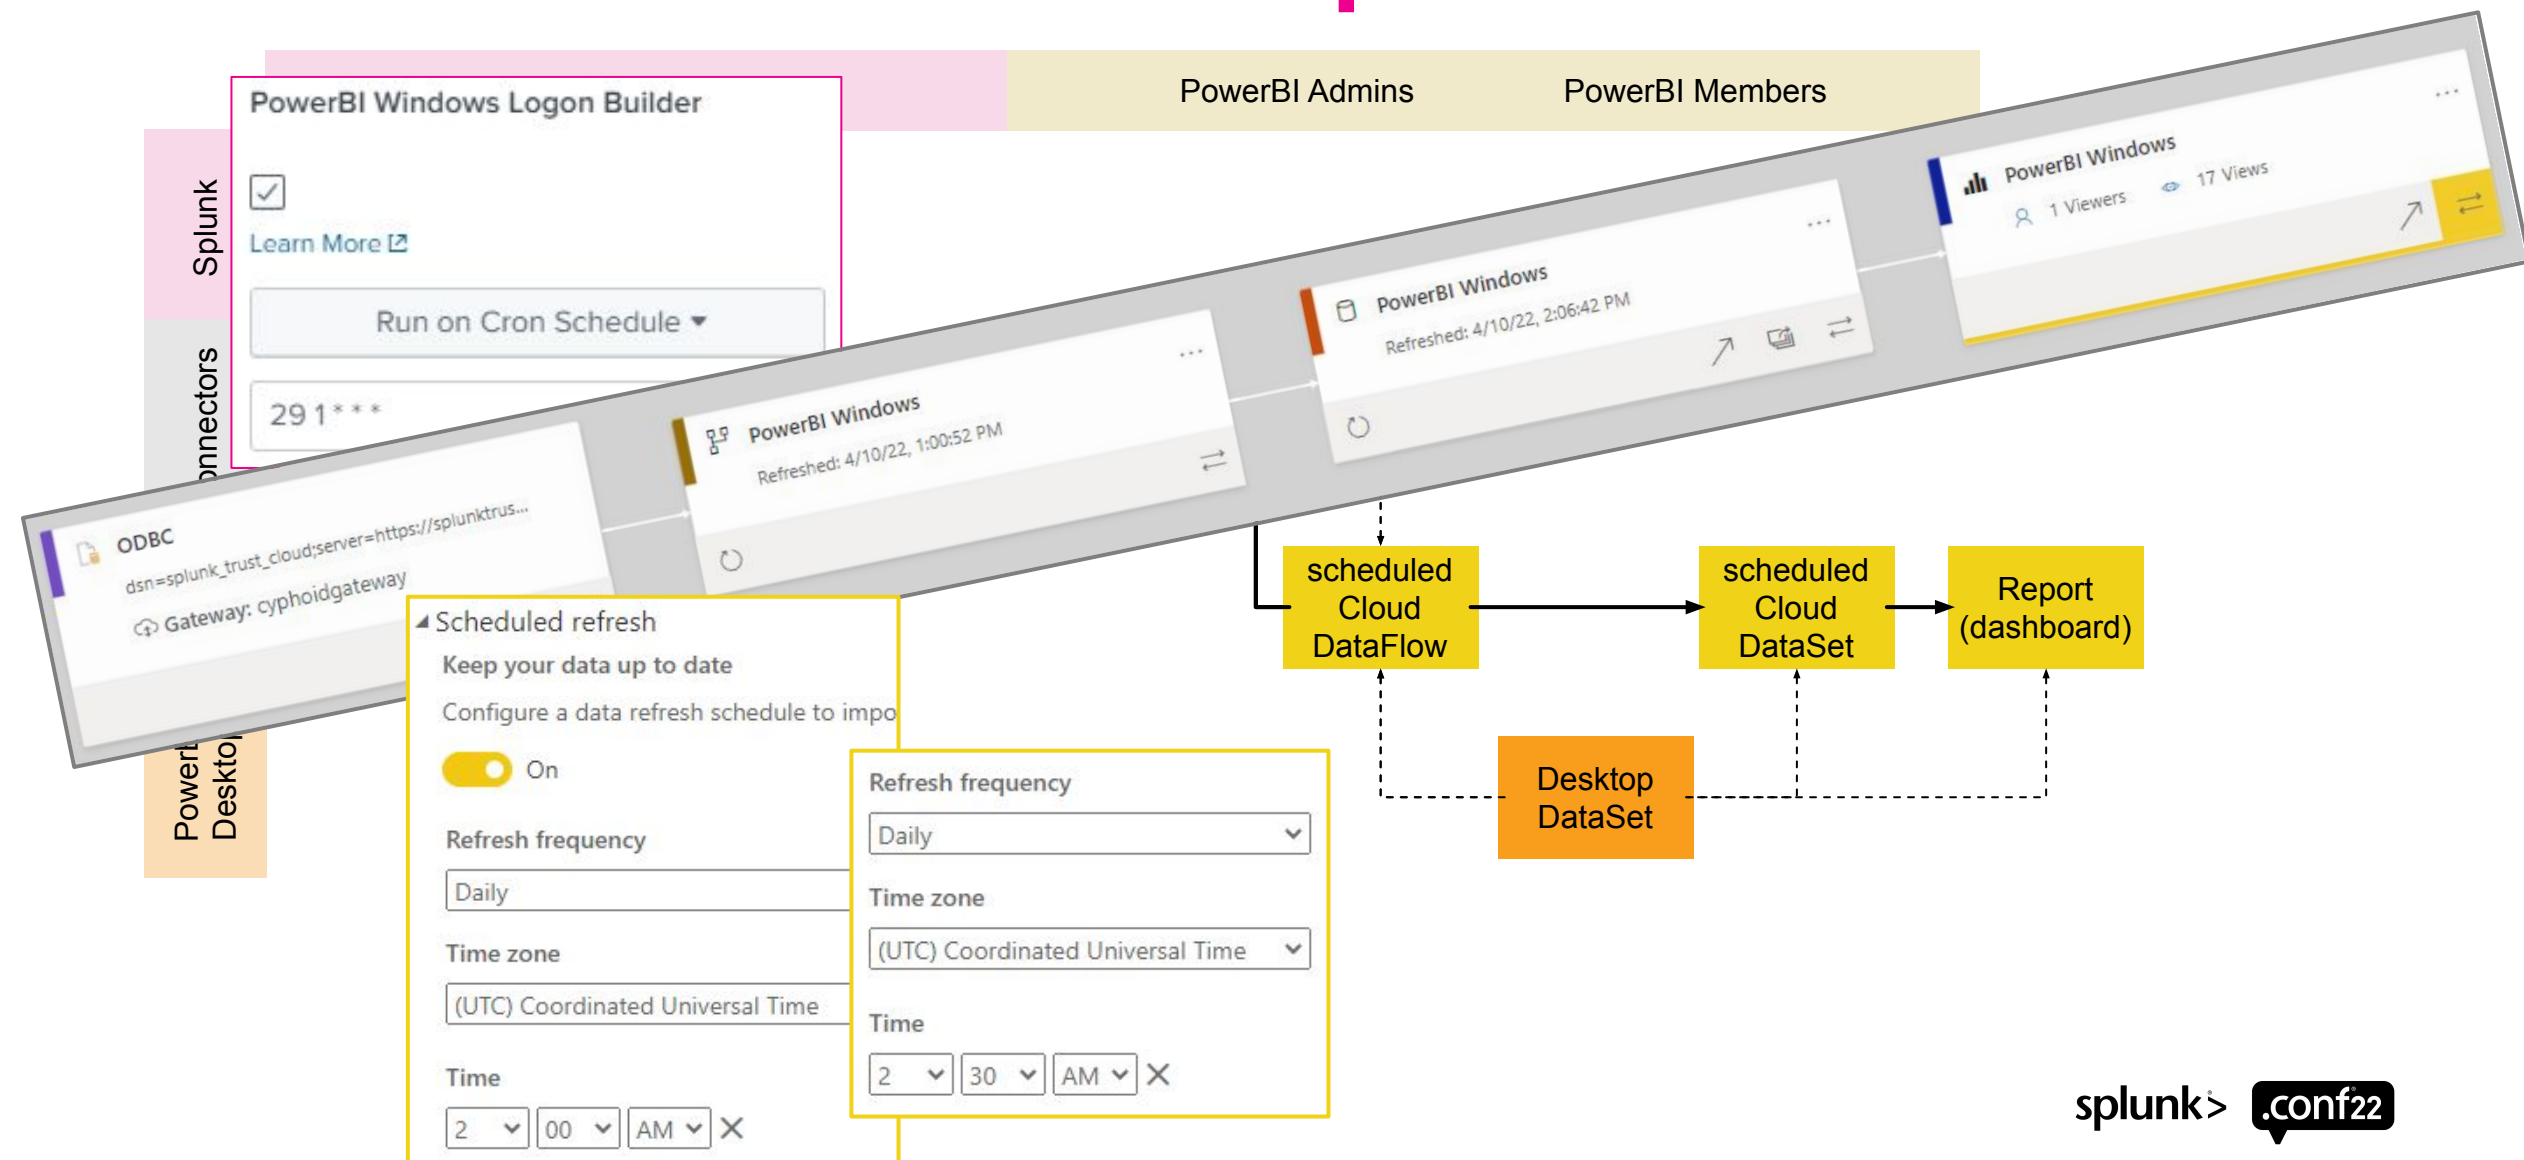 PowerBI Admins
PowerBI Members
PowerBI Windows Logon Builder
Learn More
Run on Cron Schedule
29 1 * * *
Splunk
onnectors
Desktop
PowerBI Windows
1 Viewers
17 Views
PowerBI Windows
Refreshed: 4/10/22, 2:06:42 PM
PowerBI Windows
Refreshed: 4/10/22, 1:00:52 PM
ODBC
dsn=splunk_trust_cloud;server=https://splunktrus...
Gateway: cyphoidgateway
Scheduled refresh
Keep your data up to date
Configure a data refresh schedule to impo
On
Refresh frequency
Daily
Time zone
(UTC) Coordinated Universal Time
Time
2 00 AM
Refresh frequency
Daily
Time zone
(UTC) Coordinated Universal Time
Time
2 30 AM
scheduled
Cloud
DataFlow
scheduled
Cloud
DataSet
Report
(dashboard)
Desktop
DataSet
splunk> .conf22